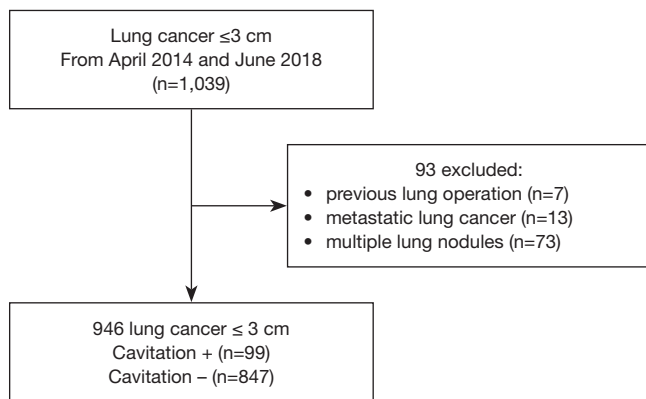 Lung cancer ≤3 cm
From April 2014 and June 2018
(n=1,039)
93 excluded:
• previous lung operation (n=7)
• metastatic lung cancer (n=13)
• multiple lung nodules (n=73)
946 lung cancer ≤ 3 cm
Cavitation + (n=99)
Cavitation – (n=847)